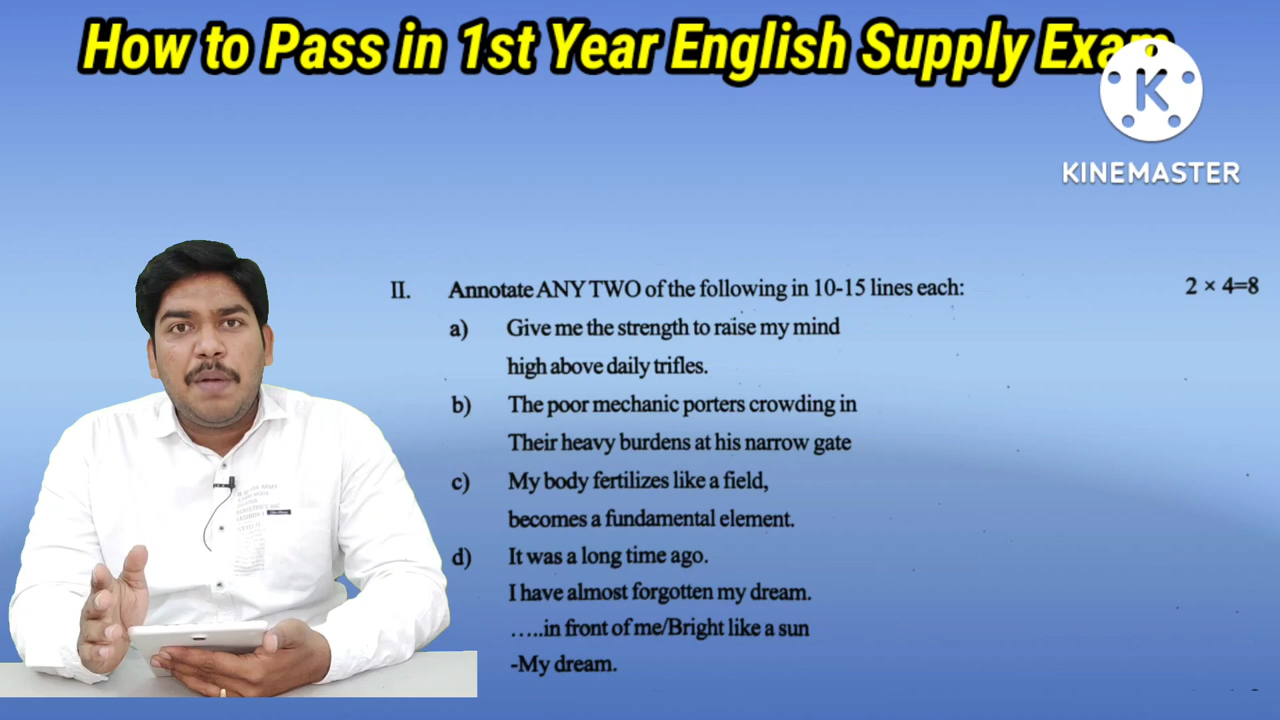 How to Pass in 1st Year English Supply Exam
K
KINEMASTER
II. Annotate ANY TWO of the following in 10-15 lines each: 2 × 4=8
a) Give me the strength to raise my mind
high above daily trifles.
b) The poor mechanic porters crowding in
Their heavy burdens at his narrow gate
c) My body fertilizes like a field,
becomes a fundamental element.
d) It was a long time ago.
I have almost forgotten my dream.
.....in front of me/Bright like a sun
-My dream.